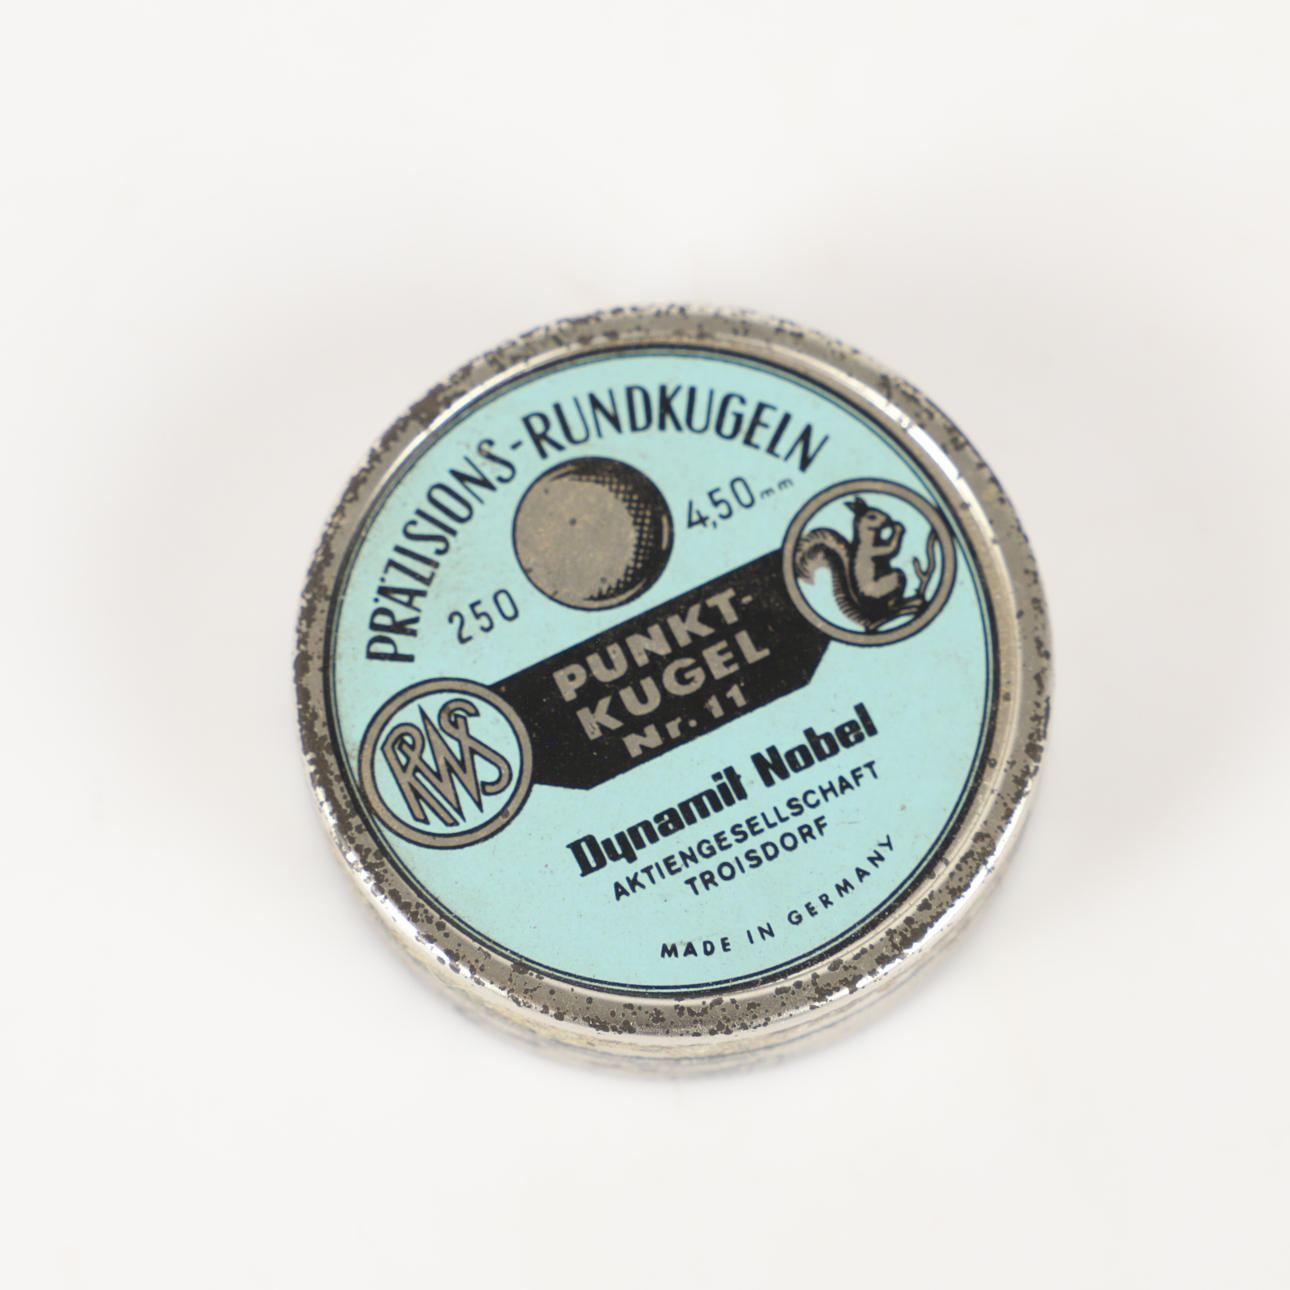 PRÄZISIONS-RUNDKUGELN
250
4,50 mm
PUNKT-
KUGEL
Nr. 11
RWS
Dynamit Nobel
AKTIENGESELLSCHAFT
TROISDORF
MADE IN GERMANY